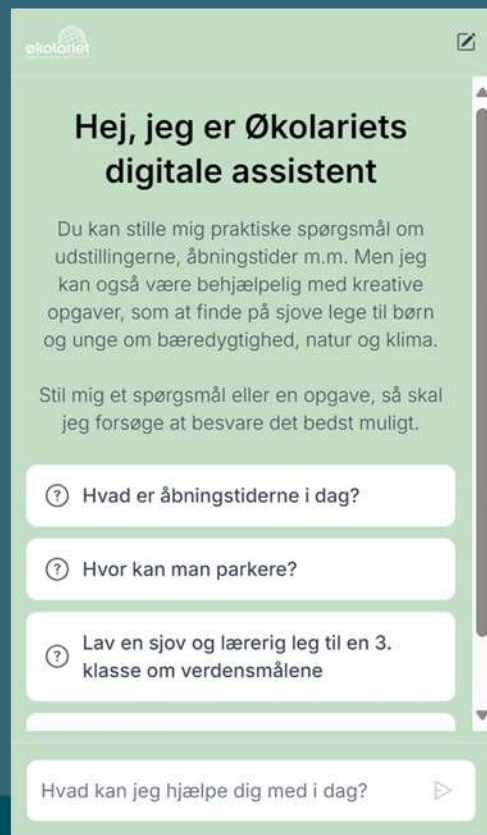 økolariet
Hej, jeg er Økolariets
digitale assistent
Du kan stille mig praktiske spørgsmål om
udstillingerne, åbningstider m.m. Men jeg
kan også være behjælpelig med kreative
opgaver, som at finde på sjove lege til børn
og unge om bæredygtighed, natur og klima.
Stil mig et spørgsmål eller en opgave, så skal
jeg forsøge at besvare det bedst muligt.
Hvad er åbningstiderne i dag?
Hvor kan man parkere?
Lav en sjov og lærerig leg til en 3.
klasse om verdensmålene
Hvad kan jeg hjælpe dig med i dag?